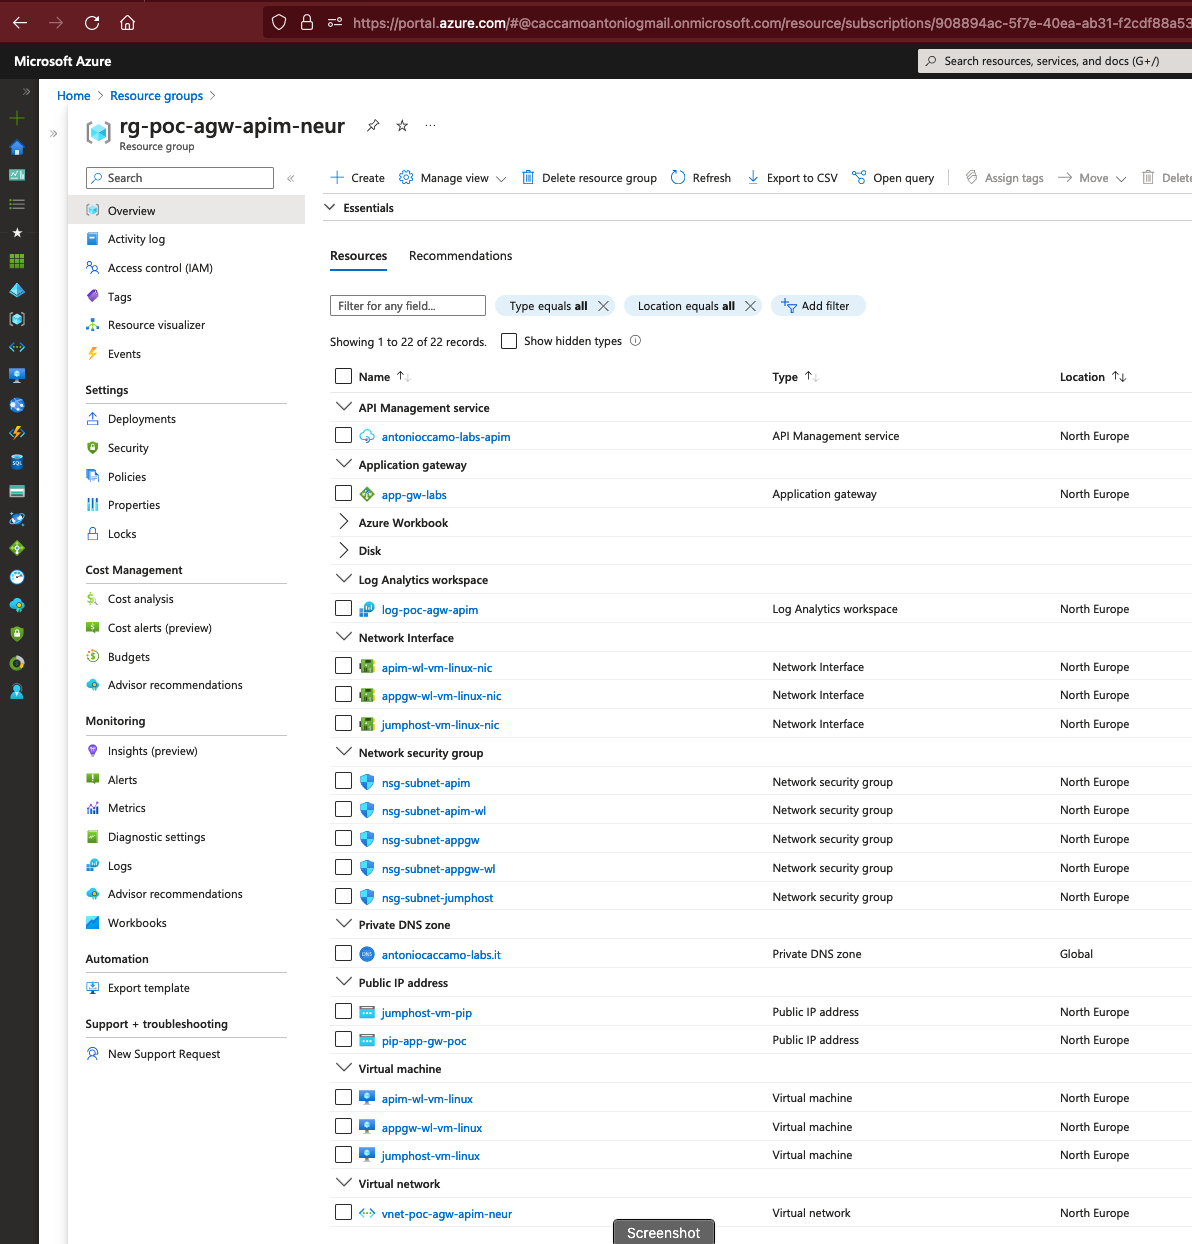 https://portal.azure.com/#@caccamoantoniogmail.onmicrosoft.com/resource/subscriptions/908894ac-5f7e-40ea-ab31-f2cdf88a53
Microsoft Azure
Search resources, services, and docs (G+/)
Home > Resource groups >
rg-poc-agw-apim-neur ...
Resource group
Search
Create Manage view Delete resource group Refresh Export to CSV Open query Assign tags Move Delete
Essentials
Overview
Activity log
Access control (IAM)
Tags
Resource visualizer
Events
Settings
Deployments
Security
Policies
Properties
Locks
Cost Management
Cost analysis
Cost alerts (preview)
Budgets
Advisor recommendations
Monitoring
Insights (preview)
Alerts
Metrics
Diagnostic settings
Logs
Advisor recommendations
Workbooks
Automation
Export template
Support + troubleshooting
New Support Request
Resources Recommendations
Filter for any field... Type equals all Location equals all Add filter
Showing 1 to 22 of 22 records. Show hidden types
Name Type Location
API Management service
antonioccamo-labs-apim API Management service North Europe
Application gateway
app-gw-labs Application gateway North Europe
Azure Workbook
Disk
Log Analytics workspace
log-poc-agw-apim Log Analytics workspace North Europe
Network Interface
apim-wl-vm-linux-nic Network Interface North Europe
appgw-wl-vm-linux-nic Network Interface North Europe
jumphost-vm-linux-nic Network Interface North Europe
Network security group
nsg-subnet-apim Network security group North Europe
nsg-subnet-apim-wl Network security group North Europe
nsg-subnet-appgw Network security group North Europe
nsg-subnet-appgw-wl Network security group North Europe
nsg-subnet-jumphost Network security group North Europe
Private DNS zone
antoniocaccamo-labs.it Private DNS zone Global
Public IP address
jumphost-vm-pip Public IP address North Europe
pip-app-gw-poc Public IP address North Europe
Virtual machine
apim-wl-vm-linux Virtual machine North Europe
appgw-wl-vm-linux Virtual machine North Europe
jumphost-vm-linux Virtual machine North Europe
Virtual network
vnet-poc-agw-apim-neur Virtual network North Europe
Screenshot